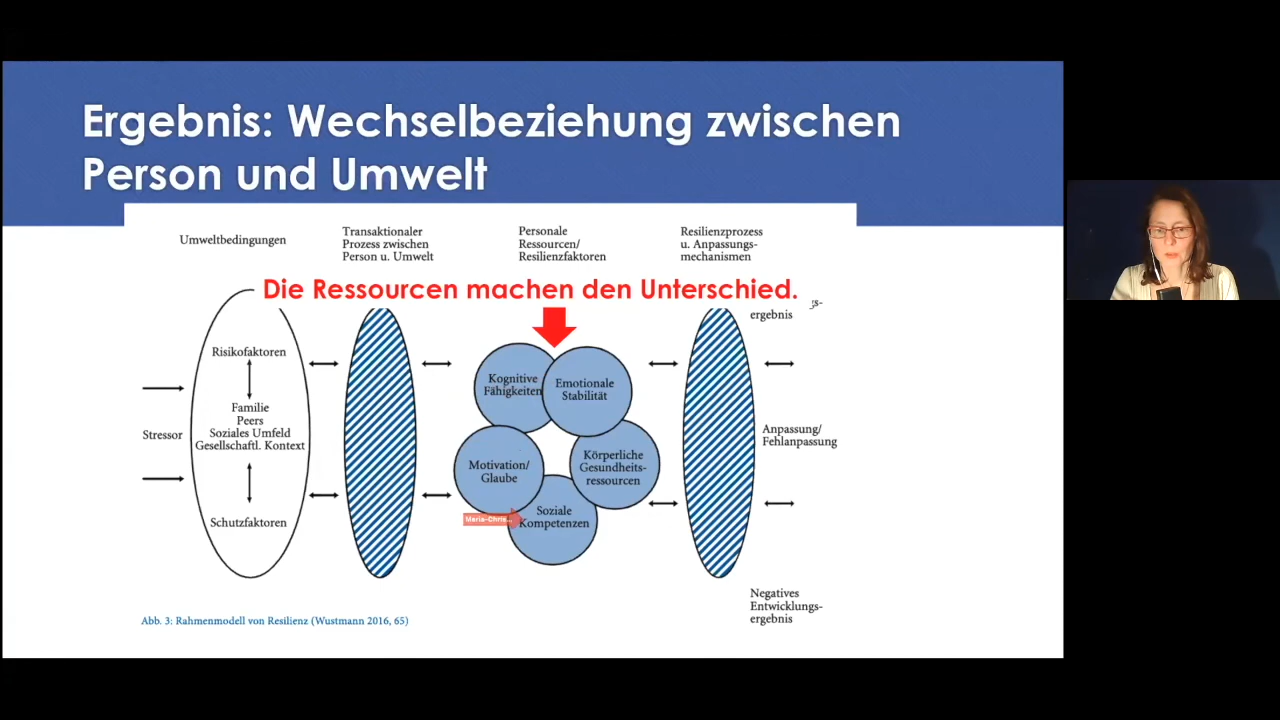 Ergebnis: Wechselbeziehung zwischen
Person und Umwelt
Umweltbedingungen
Transaktionaler
Prozess zwischen
Person u. Umwelt
Personale
Ressourcen/
Resilienzfaktoren
Resilienzprozess
u. Anpassungs-
mechanismen
Die Ressourcen machen den Unterschied.
ergebnis
Risikofaktoren
Familie
Peers
Soziales Umfeld
Gesellschaftl. Kontext
Schutzfaktoren
Stressor
Kognitive
Fähigkeiten
Emotionale
Stabilität
Motivation/
Glaube
Körperliche
Gesundheits-
ressourcen
Soziale
Kompetenzen
Maria-Chris...
Anpassung/
Fehlanpassung
Negatives
Entwicklungs-
ergebnis
Abb. 3: Rahmenmodell von Resilienz (Wustmann 2016, 65)